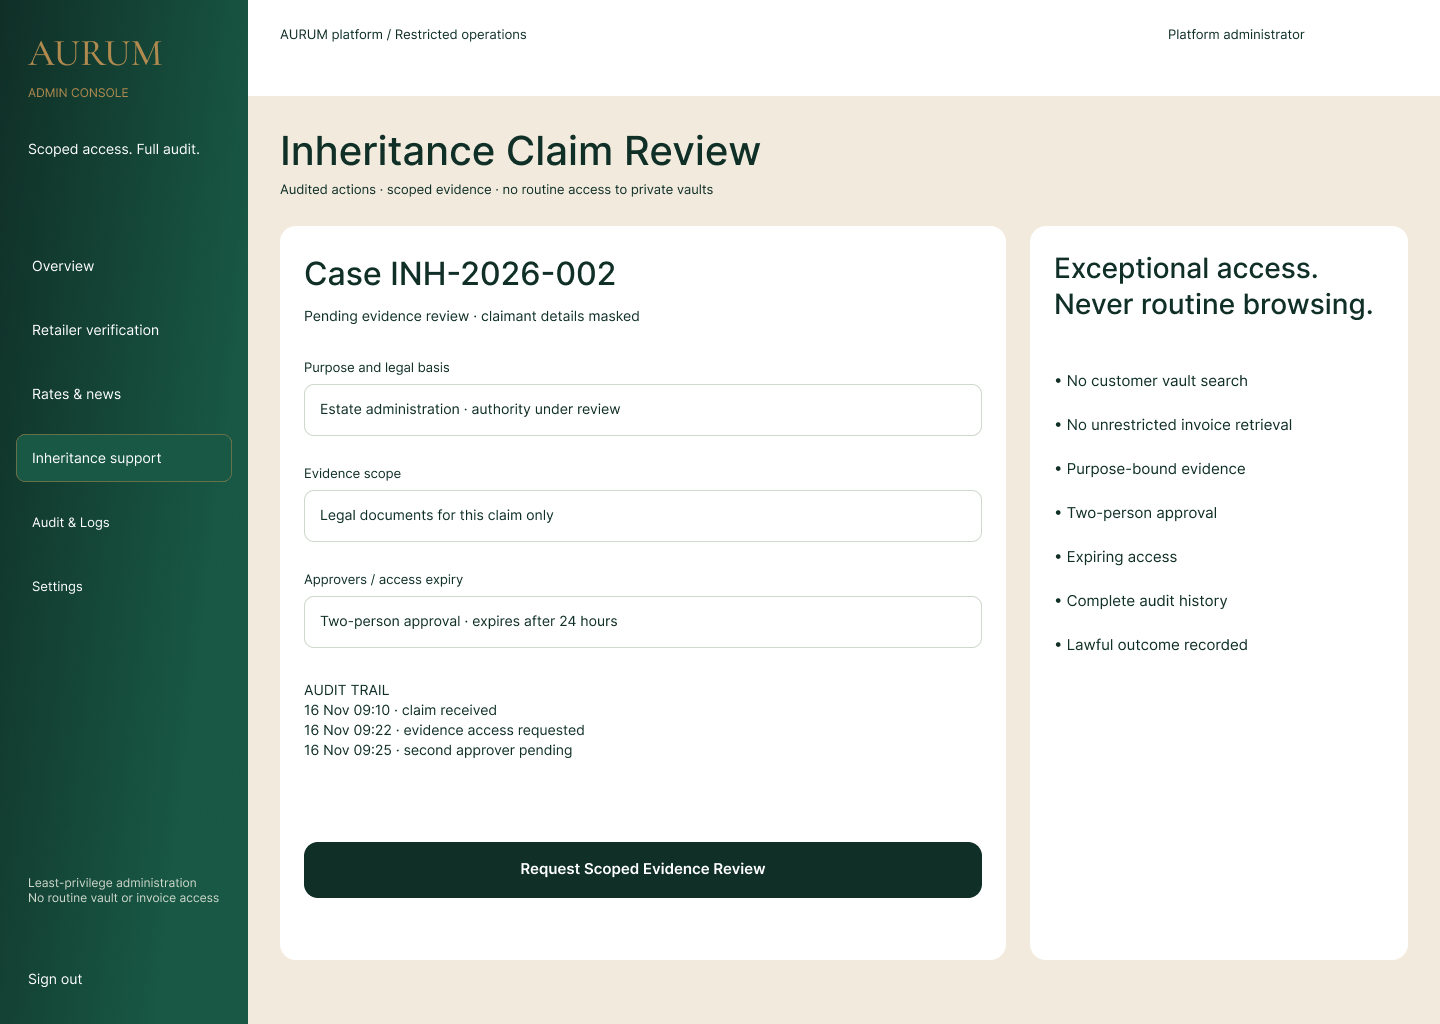 AURUM
ADMIN CONSOLE
Scoped access. Full audit.
Overview
Retailer verification
Rates & news
Inheritance support
Audit & Logs
Settings
Least-privilege administration
No routine vault or invoice access
Sign out
AURUM platform / Restricted operations
Platform administrator
Inheritance Claim Review
Audited actions · scoped evidence · no routine access to private vaults
Case INH-2026-002
Pending evidence review · claimant details masked
Purpose and legal basis
Estate administration · authority under review
Evidence scope
Legal documents for this claim only
Approvers / access expiry
Two-person approval · expires after 24 hours
AUDIT TRAIL
16 Nov 09:10 · claim received
16 Nov 09:22 · evidence access requested
16 Nov 09:25 · second approver pending
Request Scoped Evidence Review
Exceptional access.
Never routine browsing.
• No customer vault search
• No unrestricted invoice retrieval
• Purpose-bound evidence
• Two-person approval
• Expiring access
• Complete audit history
• Lawful outcome recorded